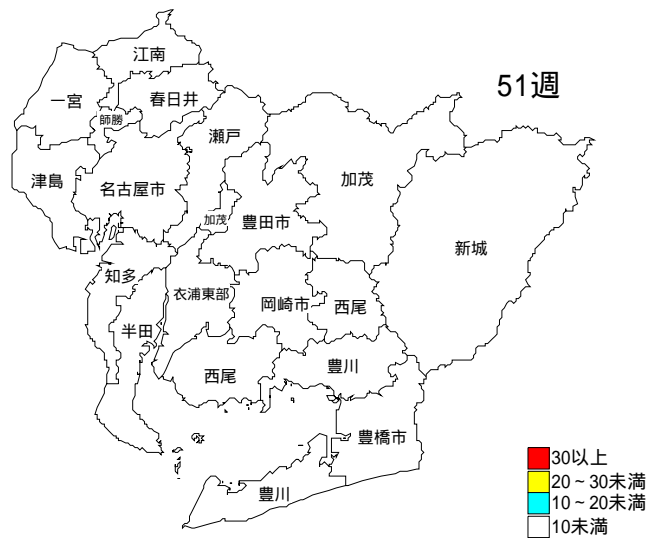 江南
51週
一宮
春日井
師勝
瀬戸
津島
名古屋市
加茂
加茂
豊田市
新城
知多
衣浦東部
岡崎市
西尾
半田
西尾
豊川
豊橋市
豊川
30以上
20～30未満
10～20未満
10未満